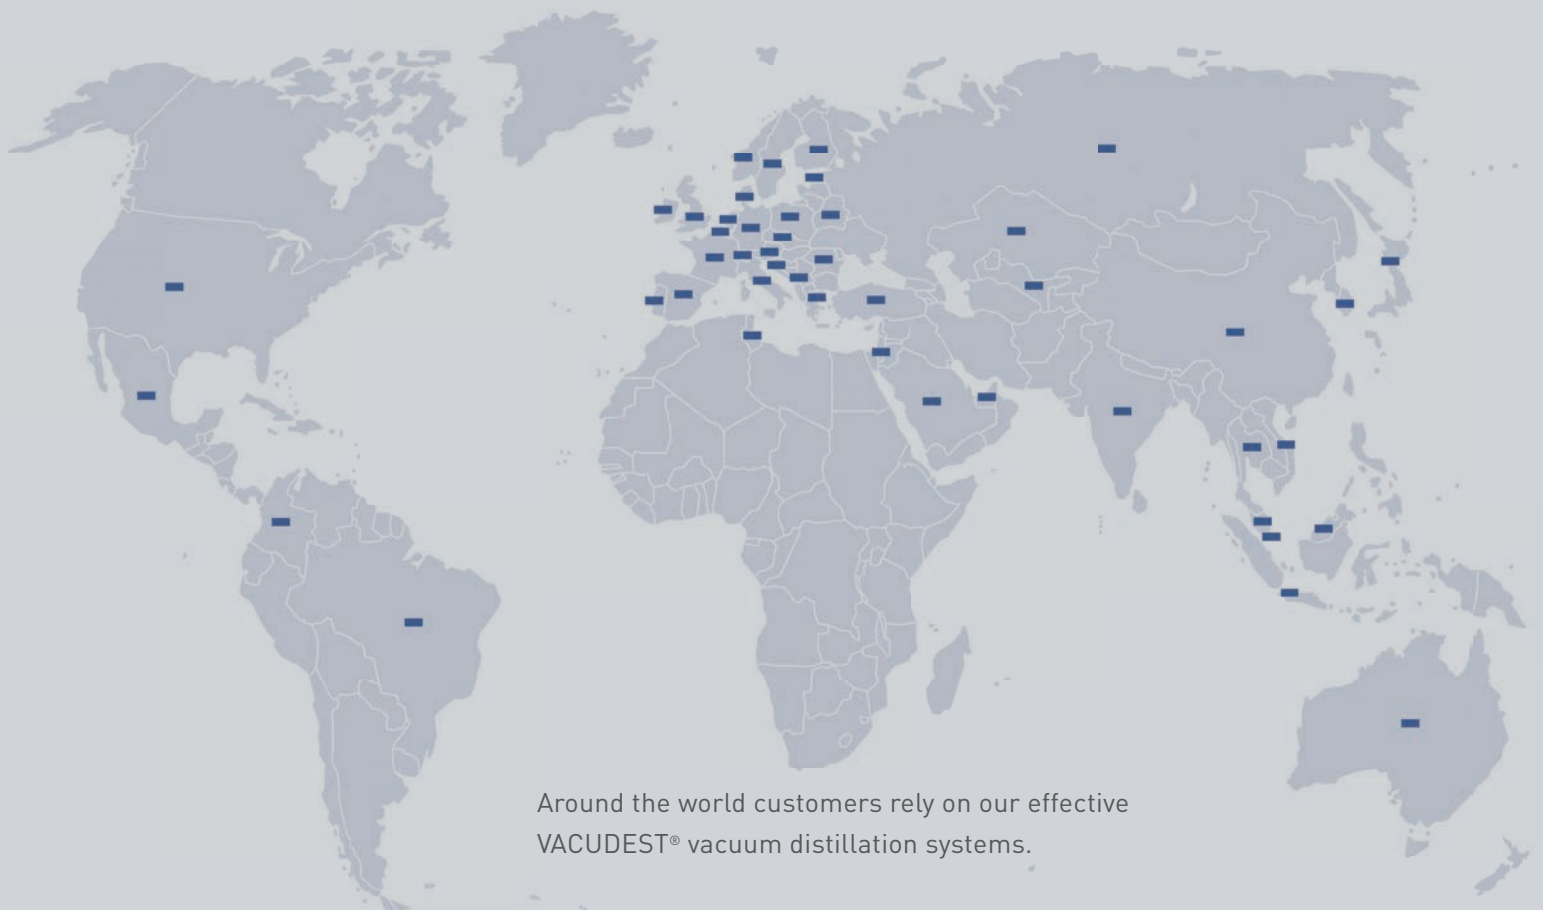 Around the world customers rely on our effective
VACUDEST® vacuum distillation systems.